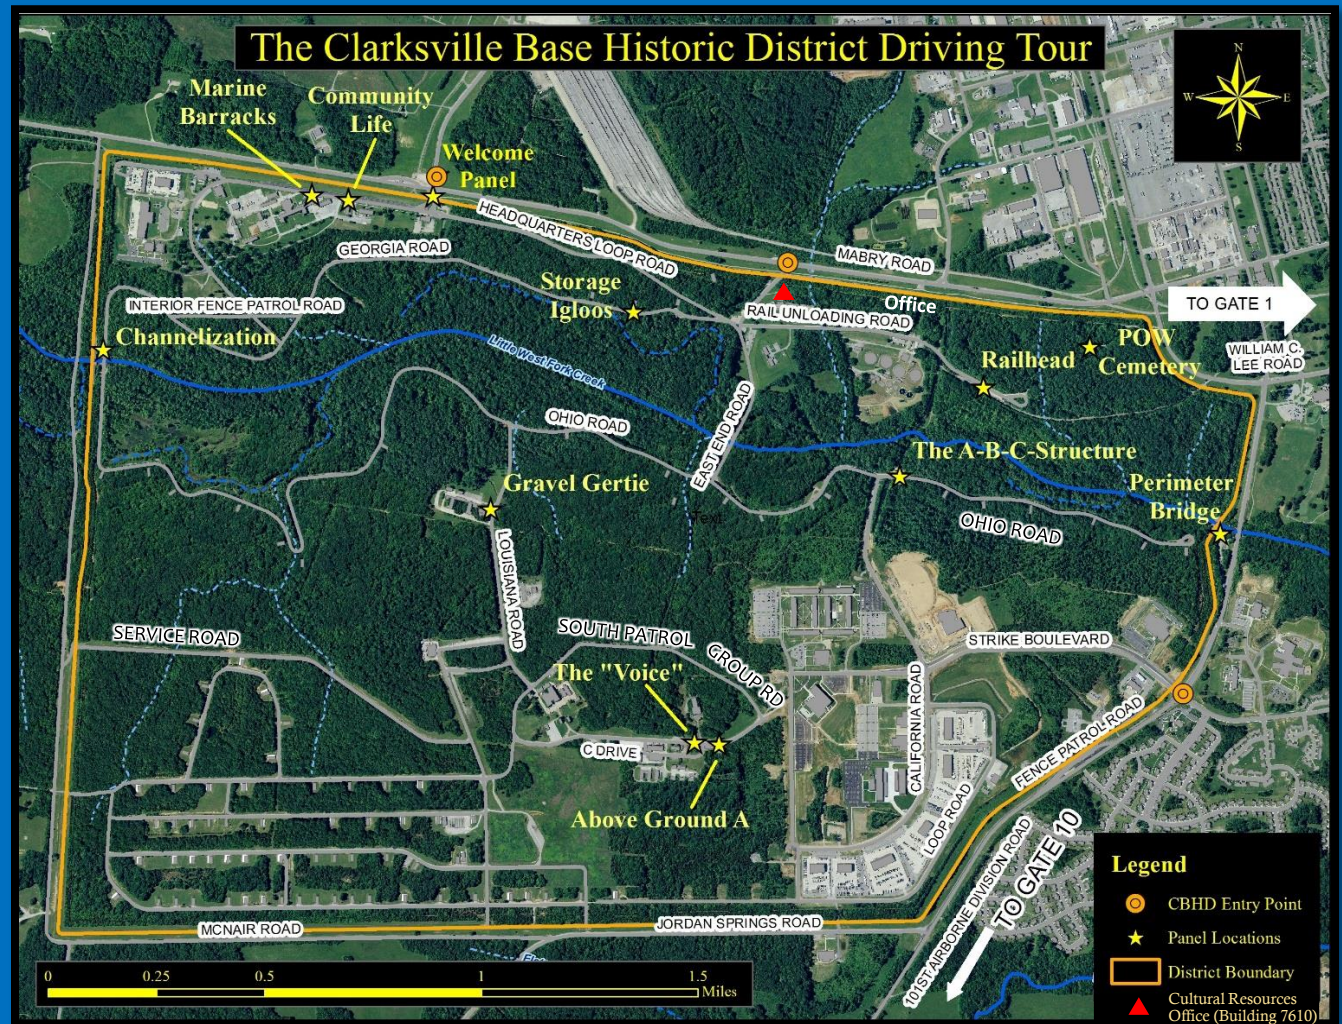 The Clarksville Base Historic District Driving Tour
N
W
E
S
Marine
Barracks
Community
Life
Welcome
Panel
HEADQUARTERS LOOP ROAD
GEORGIA ROAD
MABRY ROAD
Storage
Igloos
Office
RAIL UNLOADING ROAD
TO GATE 1
INTERIOR FENCE PATROL ROAD
Channelization
Little West Fork Creek
Railhead
POW
Cemetery
WILLIAM C.
LEE ROAD
OHIO ROAD
EAST END ROAD
The A-B-C-Structure
Gravel Gertie
Perimeter
Bridge
Text
OHIO ROAD
LOUISIANA ROAD
SERVICE ROAD
SOUTH PATROL
GROUP RD
STRIKE BOULEVARD
The "Voice"
CALIFORNIA ROAD
FENCE PATROL ROAD
C DRIVE
Above Ground A
LOOP ROAD
MCNAIR ROAD
JORDAN SPRINGS ROAD
101ST AIRBORNE DIVISION ROAD
TO GATE 10
0 0.25 0.5 1 1.5
Miles
Legend
CBHD Entry Point
Panel Locations
District Boundary
Cultural Resources
Office (Building 7610)